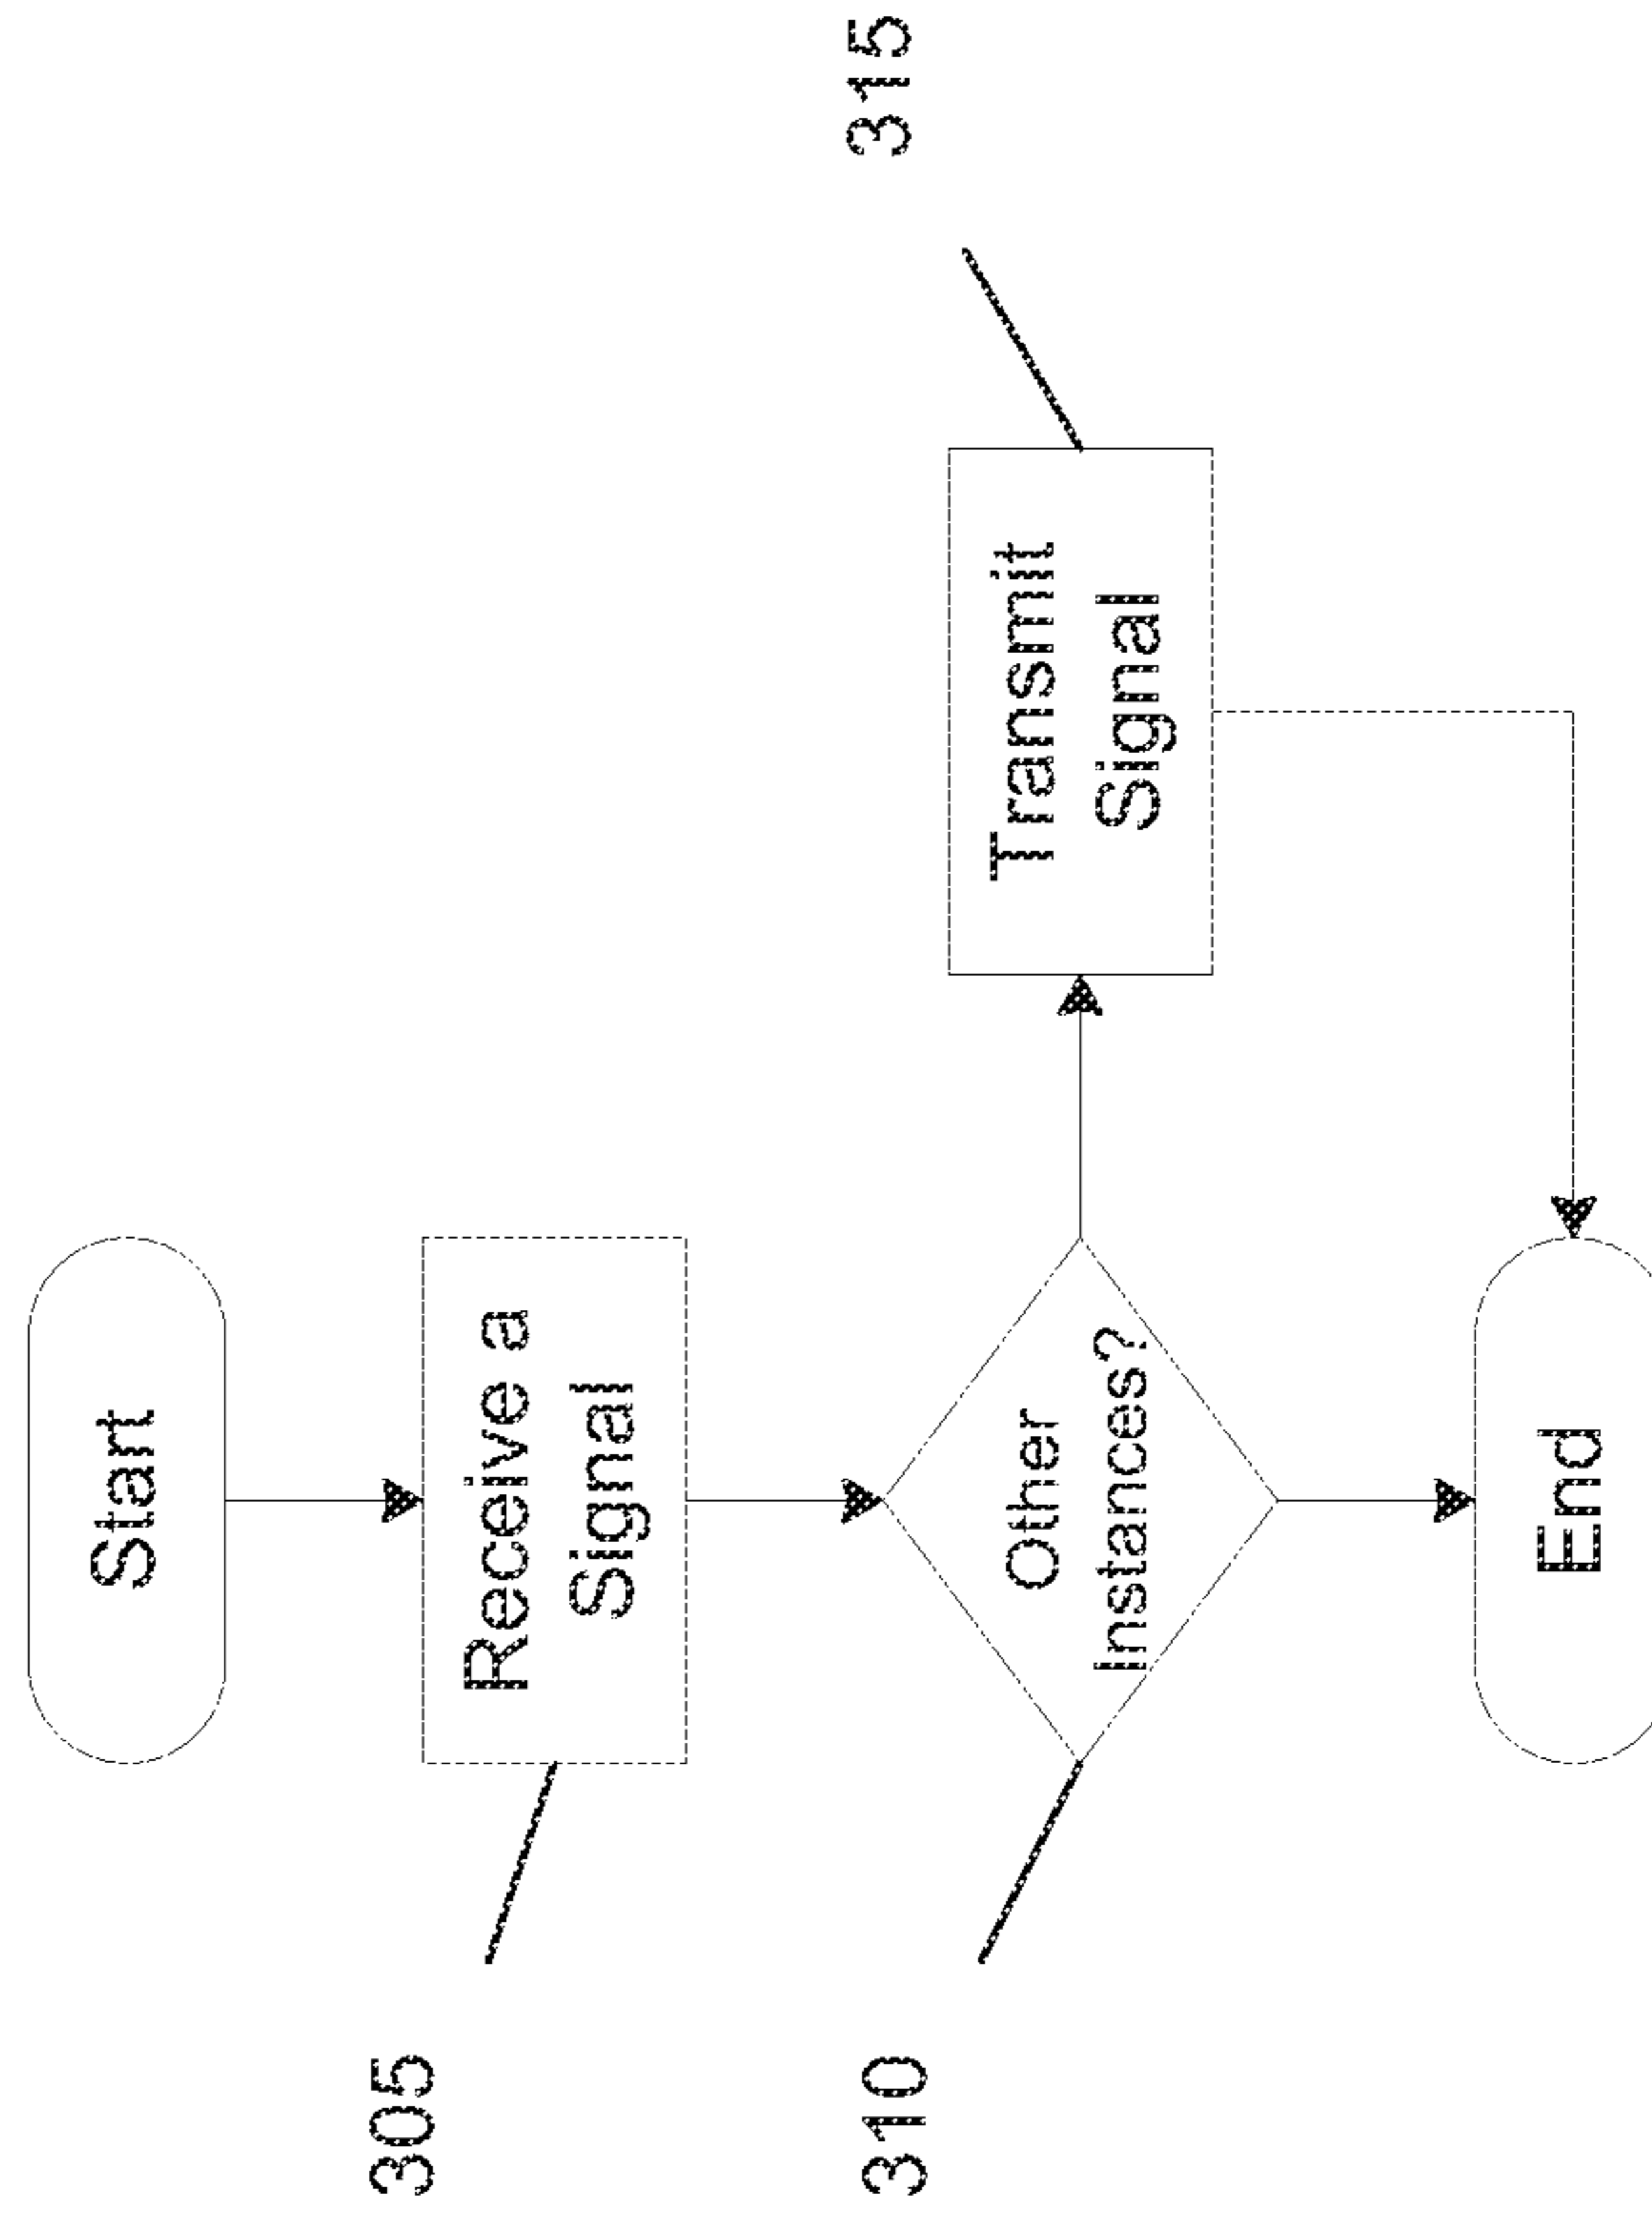 Start
305
Receive a
Signal
310
Other
Instances?
315
Transmit
Signal
End